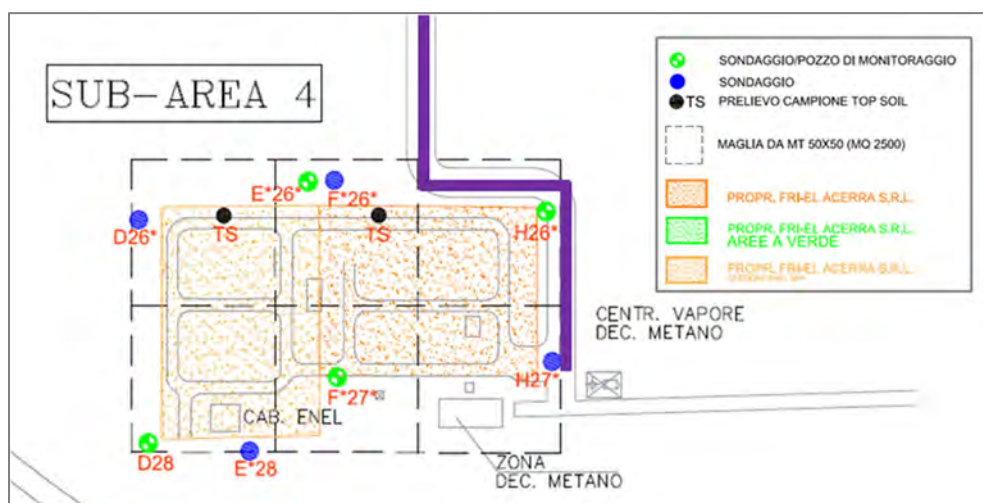 SUB-AREA 4
SONDAGGIO/POZZO DI MONITORAGGIO
SONDAGGIO
TS PRELIEVO CAMPIONE TOP SOIL
MAGLIA DA MT 50X50 (MQ 2500)
PROPR. FRI-EL ACERRA S.R.L.
PROPR. FRI-EL ACERRA S.R.L.
AREE A VERDE
PROPR. FRI-EL ACERRA S.R.L.
E*26*
F*26*
D26*
TS
TS
H26*
CENTR. VAPORE
DEC. METANO
H27*
F*27*
CAB. ENEL
D28
E*28
ZONA
DEC. METANO